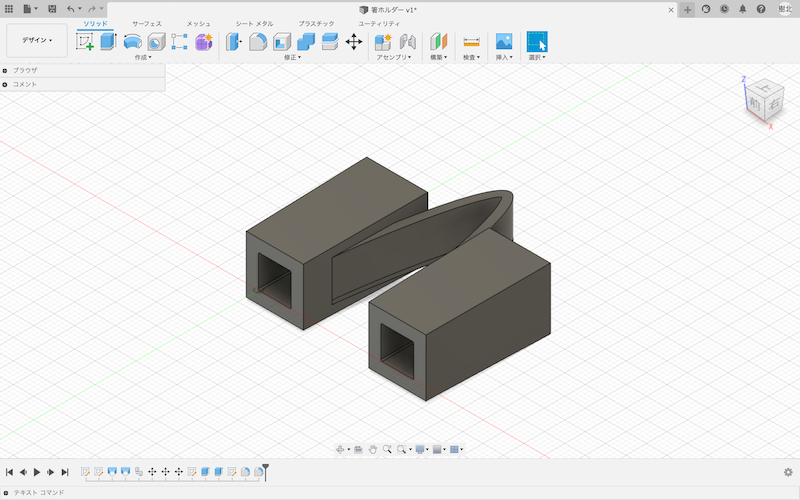 箸ホルダー v1*
樹北
ソリッド サーフェス メッシュ シート メタル プラスチック ユーティリティ
デザイン
作成 修正 アセンブリ 構築 検査 挿入 選択
ブラウザ
コメント
Z
上
前 右
X
テキスト コマンド